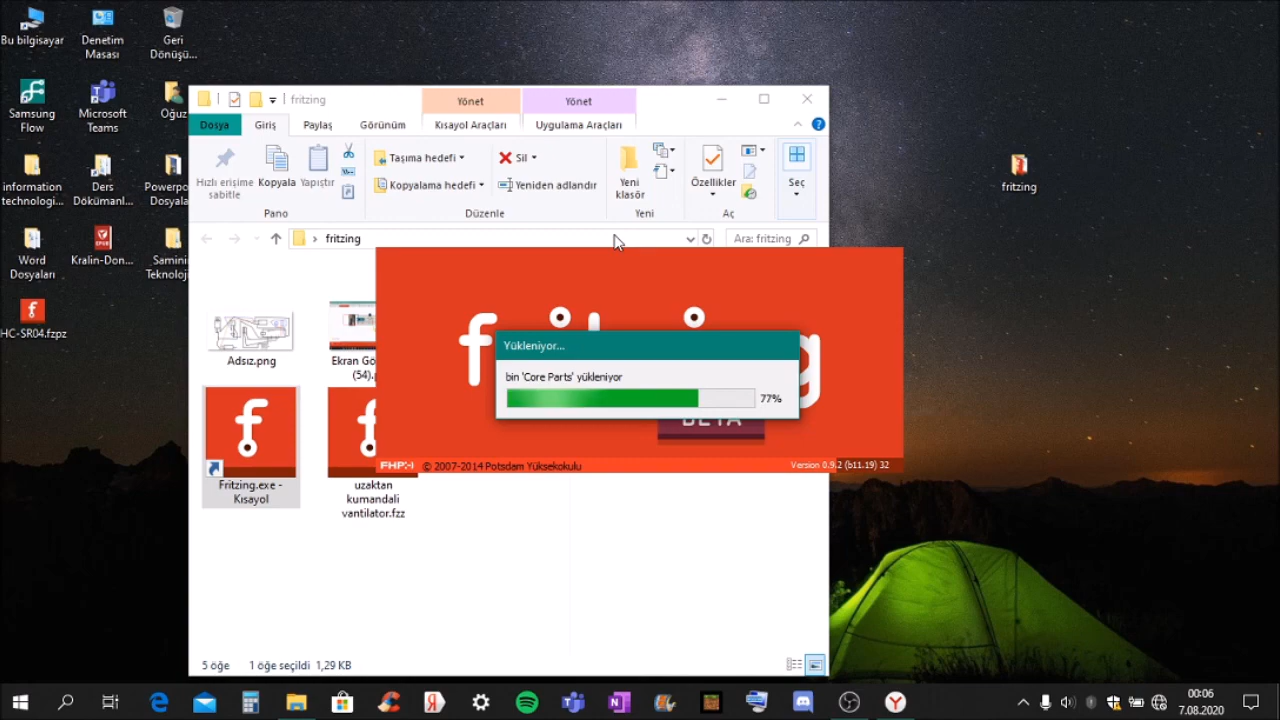 Bu bilgisayar
Denetim
Masası
Geri
Dönüşü...
Samsung
Flow
Microsoft
Teams
Oğuz
information
technologi...
Ders
Dökümanl...
Powerpo
Dosyala
Word
Dosyaları
Kralin-Don...
Samini
Teknoloj
HC-SR04.fzpz
fritzing
fritzing
Yönet
Yönet
Dosya
Giriş
Paylaş
Görünüm
Kısayol Araçları
Uygulama Araçları
Hızlı erişime
sabitle
Kopyala
Yapıştır
Taşıma hedefi
Kopyalama hedefi
Sil
Yeniden adlandır
Yeni
klasör
Özellikler
Seç
Pano
Düzenle
Yeni
Aç
fritzing
Ara: fritzing
Adsız.png
Ekran Gö
(54).
Fritzing.exe -
Kısayol
uzaktan
kumandali
vantilator.fzz
Yükleniyor...
bin 'Core Parts' yükleniyor
77%
BETA
FHP
© 2007-2014 Potsdam Yüksekokulu
Version 0.9.2 (b11.19) 32
5 öğe
1 öğe seçildi 1,29 KB
00:06
7.08.2020